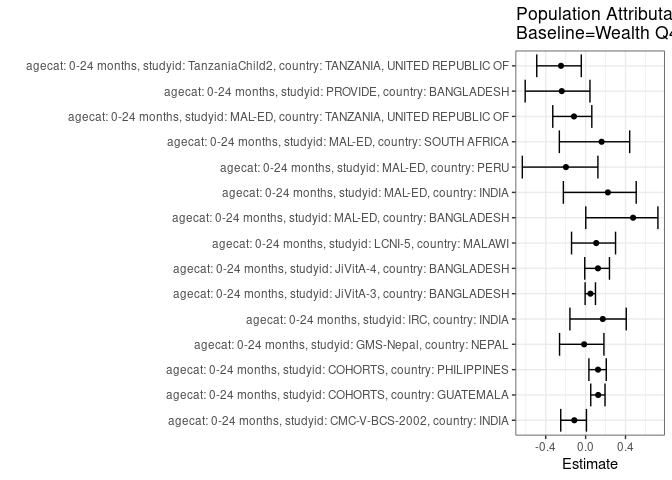 Population Attributa
Baseline=Wealth Q4
agecat: 0-24 months, studyid: TanzaniaChild2, country: TANZANIA, UNITED REPUBLIC OF
agecat: 0-24 months, studyid: PROVIDE, country: BANGLADESH
agecat: 0-24 months, studyid: MAL-ED, country: TANZANIA, UNITED REPUBLIC OF
agecat: 0-24 months, studyid: MAL-ED, country: SOUTH AFRICA
agecat: 0-24 months, studyid: MAL-ED, country: PERU
agecat: 0-24 months, studyid: MAL-ED, country: INDIA
agecat: 0-24 months, studyid: MAL-ED, country: BANGLADESH
agecat: 0-24 months, studyid: LCNI-5, country: MALAWI
agecat: 0-24 months, studyid: JiVitA-4, country: BANGLADESH
agecat: 0-24 months, studyid: JiVitA-3, country: BANGLADESH
agecat: 0-24 months, studyid: IRC, country: INDIA
agecat: 0-24 months, studyid: GMS-Nepal, country: NEPAL
agecat: 0-24 months, studyid: COHORTS, country: PHILIPPINES
agecat: 0-24 months, studyid: COHORTS, country: GUATEMALA
agecat: 0-24 months, studyid: CMC-V-BCS-2002, country: INDIA
-0.4 0.0 0.4
Estimate